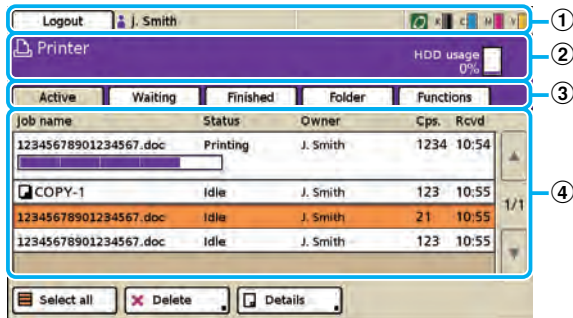 Logout j. Smith K C M Y ①
Printer HDD usage ②
0%
Active Waiting Finished Folder Functions ③
Job name Status Owner Cps. Rcvd
12345678901234567.doc Printing J. Smith 1234 10:54
COPY-1 Idle J. Smith 123 10:55 ④
1/1
12345678901234567.doc Idle J. Smith 21 10:55
12345678901234567.doc Idle J. Smith 123 10:55
Select all Delete Details